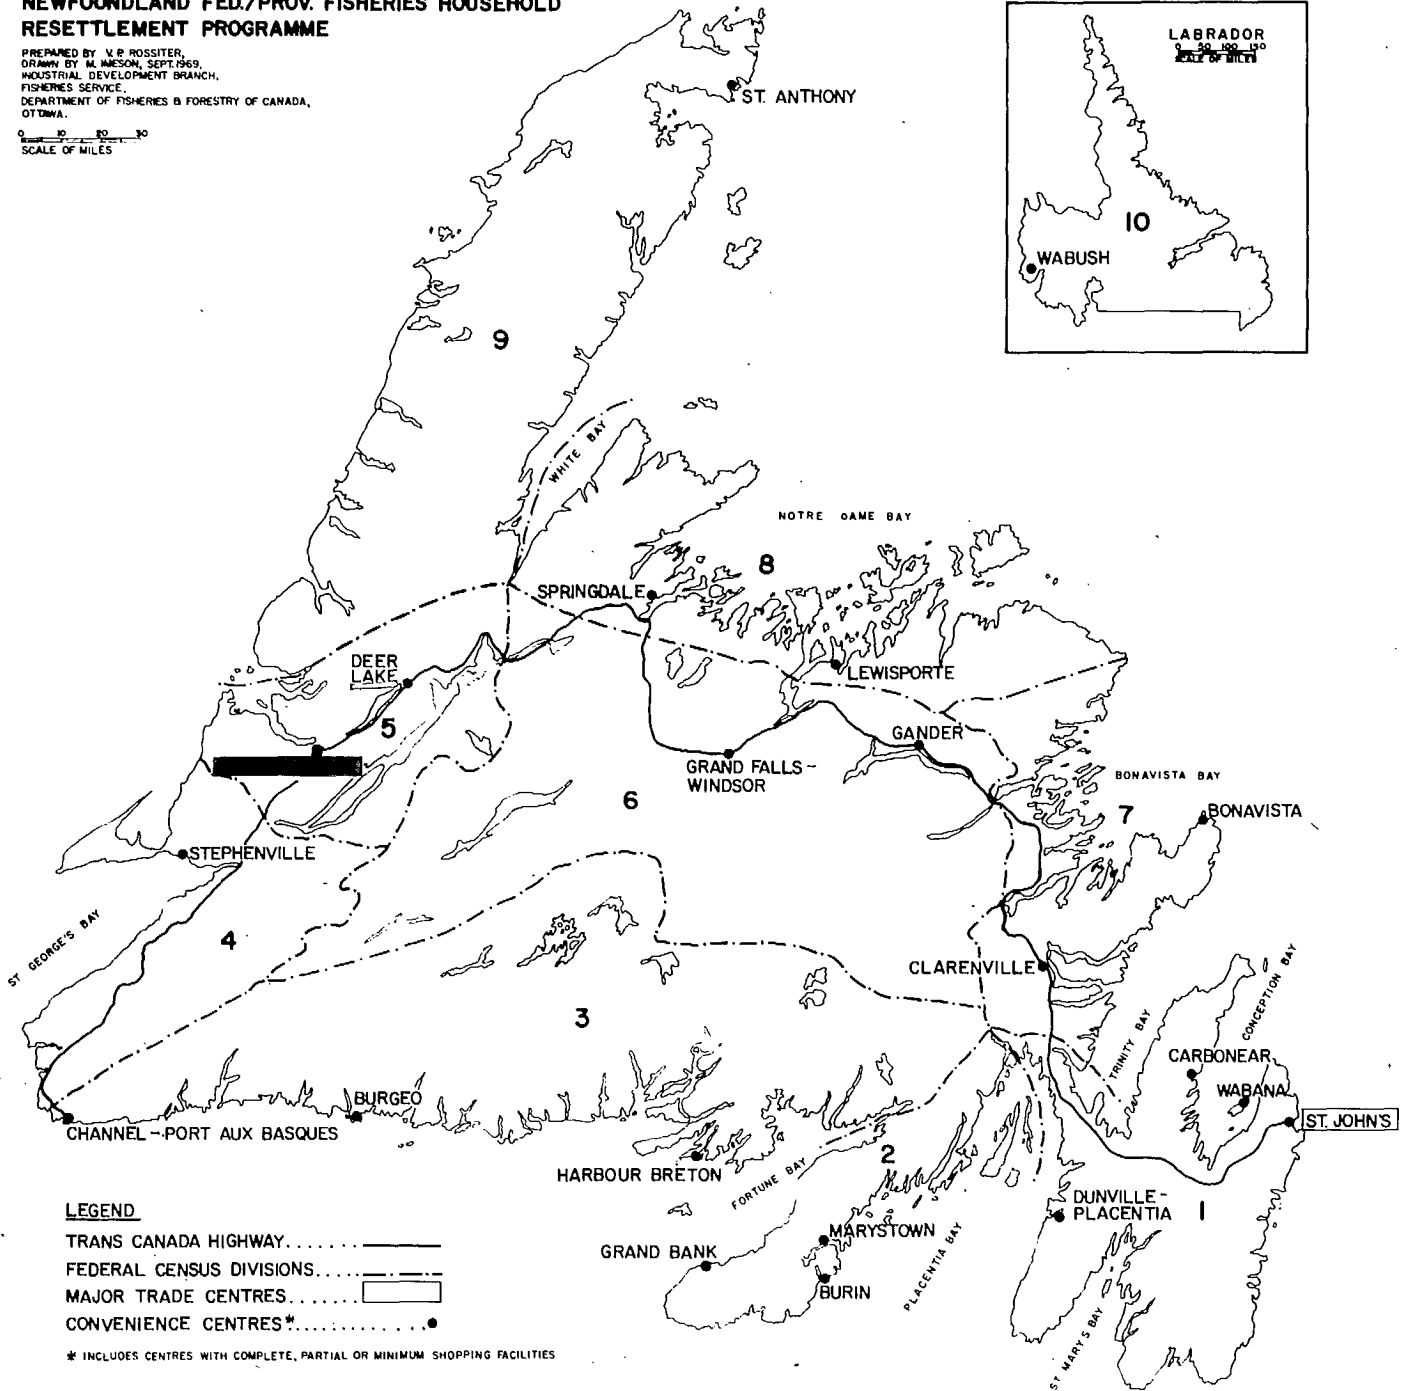 NEWFOUNDLAND FED./PROV. FISHERIES HOUSEHOLD
RESETTLEMENT PROGRAMME
PREPARED BY V. P. ROSSITER,
DRAWN BY M. IMESON, SEPT. 1969,
INDUSTRIAL DEVELOPMENT BRANCH,
FISHERIES SERVICE,
DEPARTMENT OF FISHERIES & FORESTRY OF CANADA,
OTTAWA.
0 10 20 30
SCALE OF MILES
LABRADOR
0 50 100 150
SCALE OF MILES
10
WABUSH
ST. ANTHONY
9
WHITE BAY
NOTRE DAME BAY
8
SPRINGDALE
DEER
LAKE
LEWISPORTE
5
GANDER
GRAND FALLS-
WINDSOR
BONAVISTA BAY
6
7
BONAVISTA
STEPHENVILLE
ST GEORGE'S BAY
4
CLARENVILLE
CONCEPTION BAY
3
TRINITY BAY
CARBONEAR
WABANA
BURGEO
ST. JOHN'S
CHANNEL-PORT AUX BASQUES
2
HARBOUR BRETON
FORTUNE BAY
DUNVILLE-
PLACENTIA
1
MARYSTOWN
GRAND BANK
PLACENTIA BAY
BURIN
ST MARY'S BAY
LEGEND
TRANS CANADA HIGHWAY.......
FEDERAL CENSUS DIVISIONS.....
MAJOR TRADE CENTRES.......
CONVENIENCE CENTRES*.............
* INCLUDES CENTRES WITH COMPLETE, PARTIAL OR MINIMUM SHOPPING FACILITIES